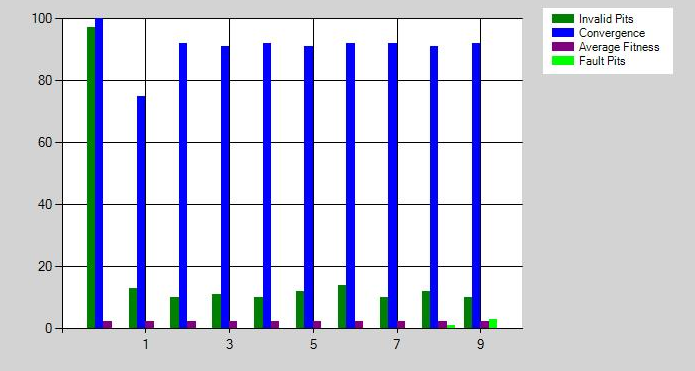 100
80
60
40
20
0
1 3 5 7 9
Invalid Pits
Convergence
Average Fitness
Fault Pits